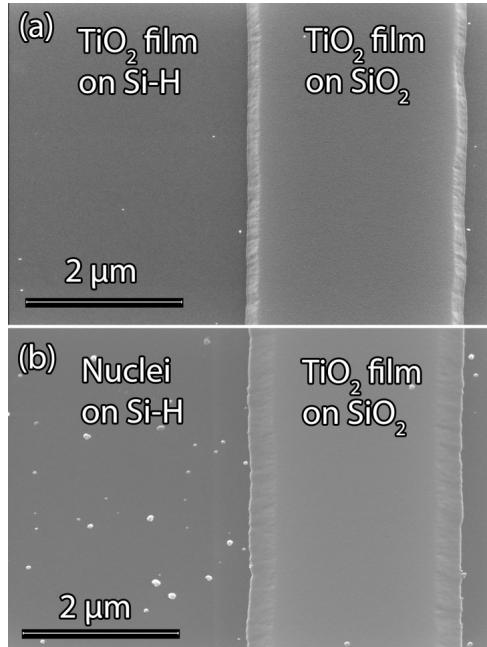 (a)
TiO₂ film
on Si-H
TiO₂ film
on SiO₂
2 μm
(b)
Nuclei
on Si-H
TiO₂ film
on SiO₂
2 μm